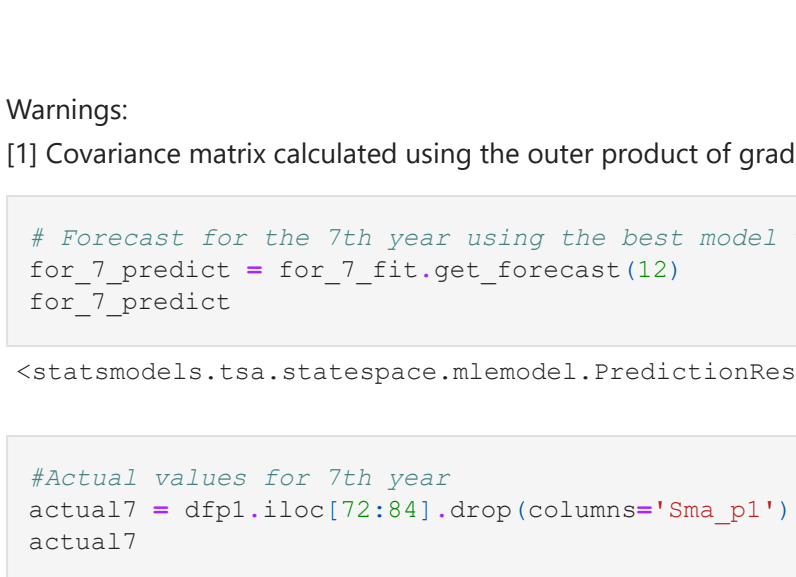 Warnings:
[1] Covariance matrix calculated using the outer product of grad
# Forecast for the 7th year using the best model
for_7_predict = for_7_fit.get_forecast(12)
for_7_predict
<statsmodels.tsa.statespace.mlemodel.PredictionRes
#Actual values for 7th year
actual7 = dfp1.iloc[72:84].drop(columns='Sma_p1')
actual7